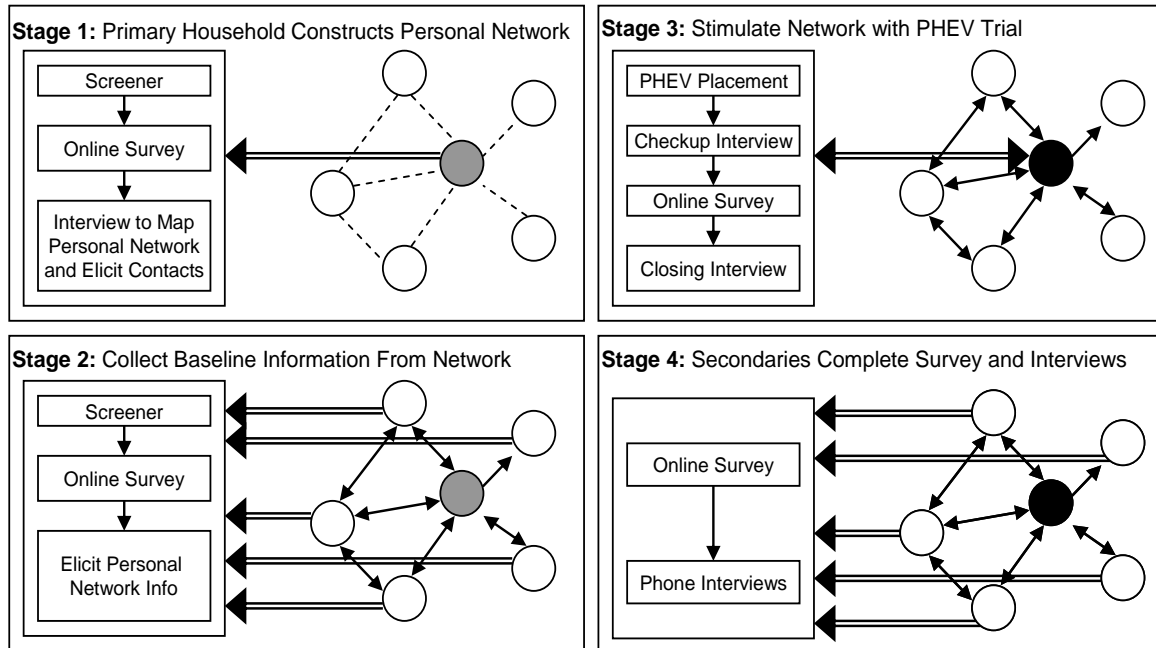 Stage 1: Primary Household Constructs Personal Network
Screener
Online Survey
Interview to Map
Personal Network
and Elicit Contacts
Stage 2: Collect Baseline Information From Network
Screener
Online Survey
Elicit Personal
Network Info
Stage 3: Stimulate Network with PHEV Trial
PHEV Placement
Checkup Interview
Online Survey
Closing Interview
Stage 4: Secondaries Complete Survey and Interviews
Online Survey
Phone Interviews